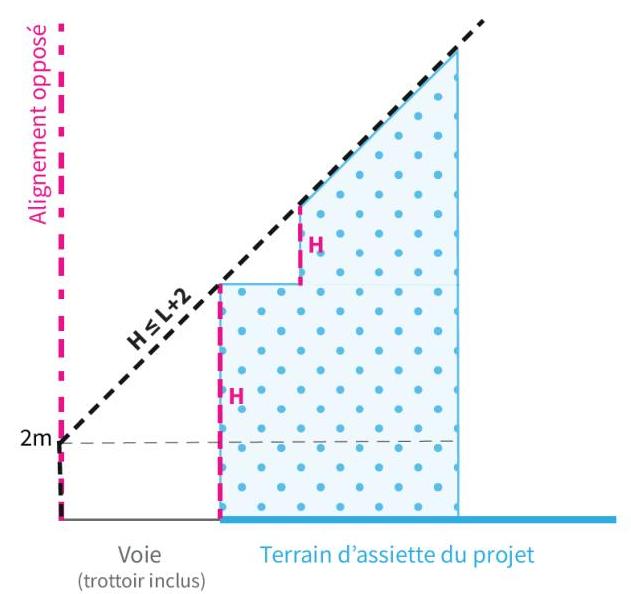 Alignement opposé
H ≤ L+2
H
H
2m
Voie
(trottoir inclus)
Terrain d’assiette du projet